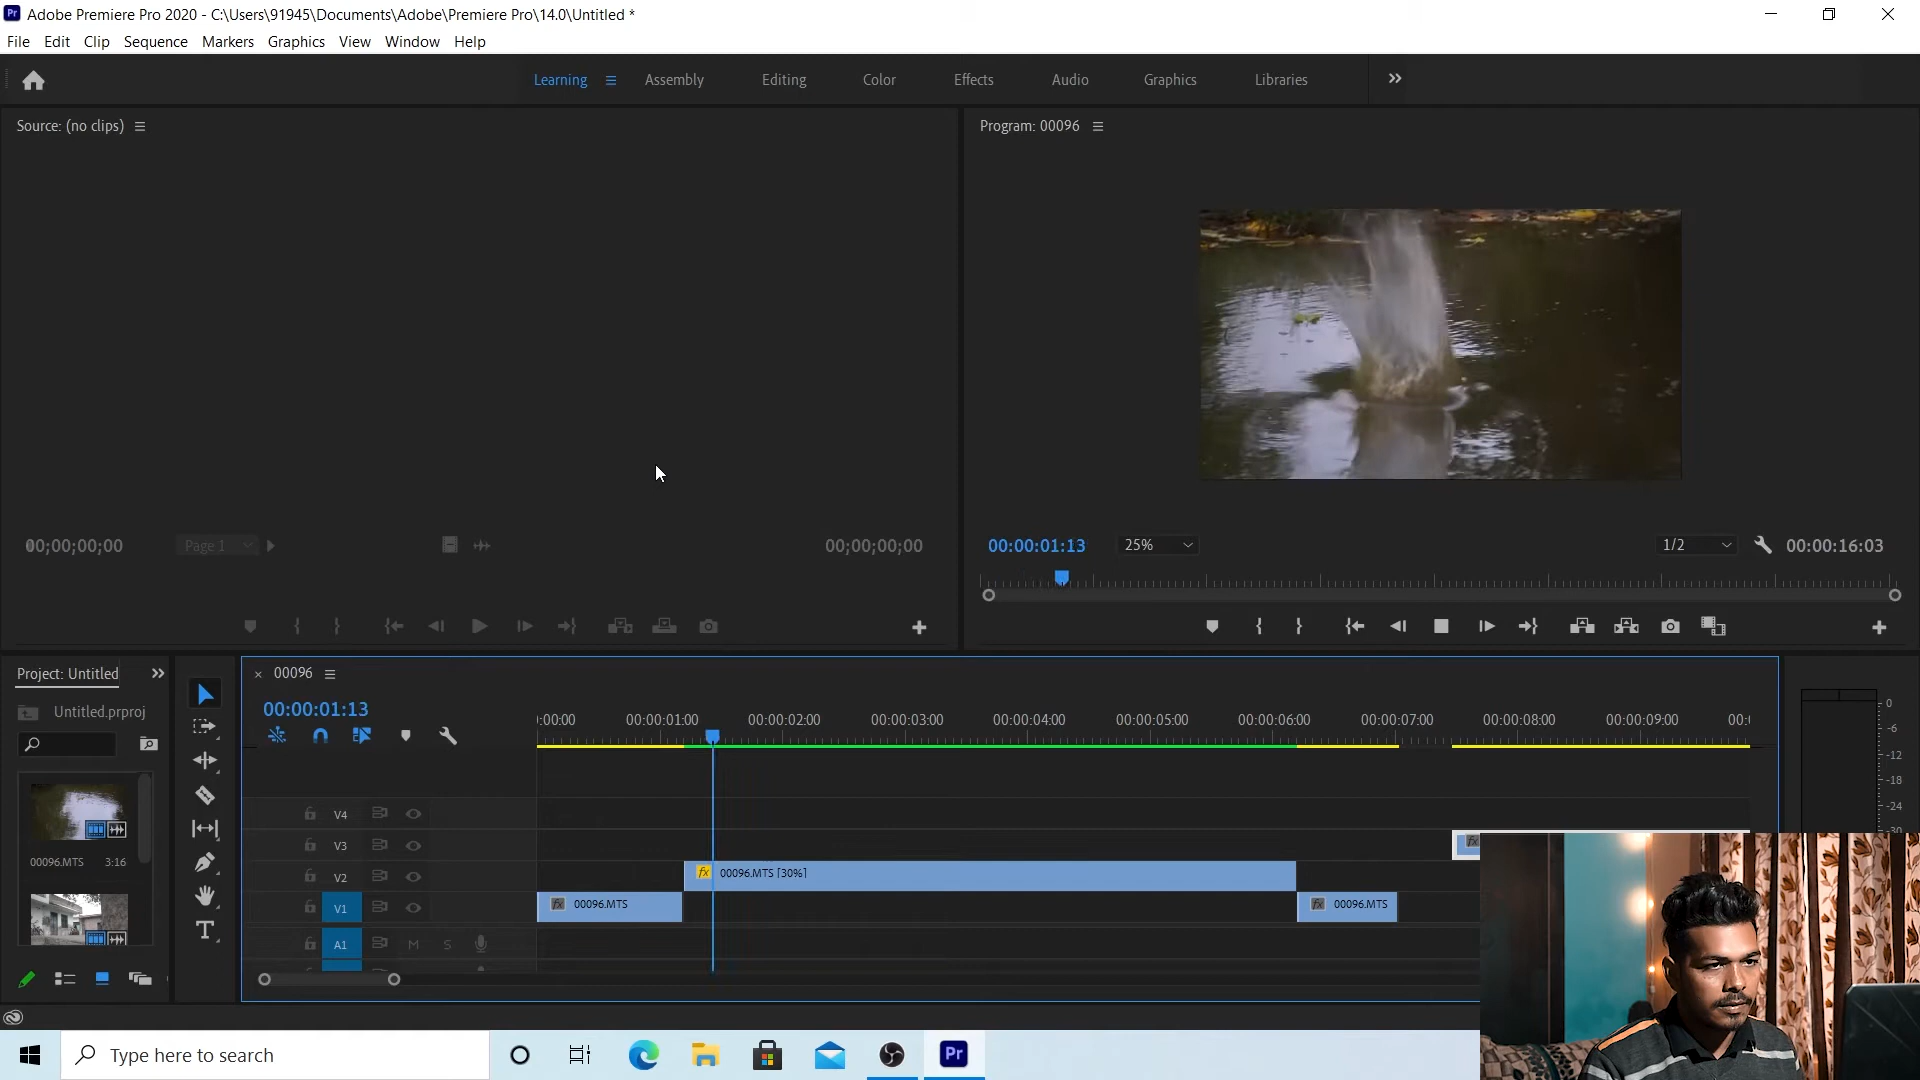 Adobe Premiere Pro 2020 - C:\Users\91945\Documents\Adobe\Premiere Pro\14.0\Untitled *
File Edit Clip Sequence Markers Graphics View Window Help
Learning Assembly Editing Color Effects Audio Graphics Libraries
Source: (no clips)
Program: 00096
00;00;00;00 Page 1 00;00;00;00
00:00:01:13 25% 1/2 00:00:16:03
Project: Untitled
Untitled.prproj
00096.MTS 3:16
00096
00:00:01:13
:00:00 00:00:01:00 00:00:02:00 00:00:03:00 00:00:04:00 00:00:05:00 00:00:06:00 00:00:07:00 00:00:08:00 00:00:09:00 00:
V4
V3 fx
V2 fx 00096.MTS [30%]
V1 fx 00096.MTS fx 00096.MTS
A1 M S
0
-6
-12
-18
-24
-30
T
Type here to search
Pr